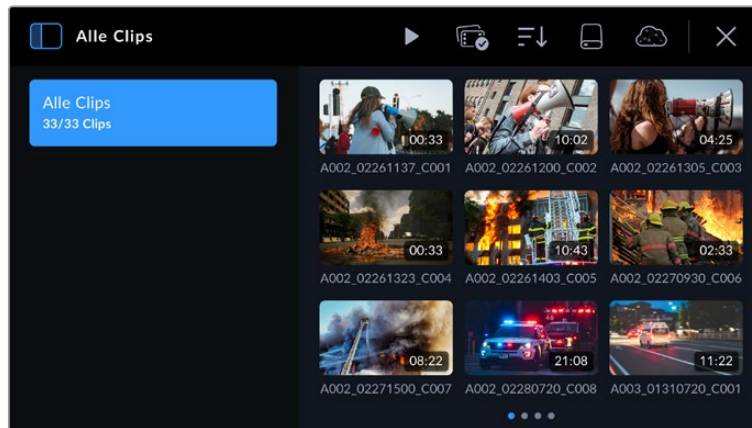 Alle Clips
Alle Clips
33/33 Clips
00:33
10:02
04:25
A002_02261137_C001
A002_02261200_C002
A002_02261305_C003
00:33
10:43
02:33
A002_02261323_C004
A002_02261403_C005
A002_02270930_C006
08:22
21:08
11:22
A002_02271500_C007
A002_02280720_C008
A003_01310720_C001